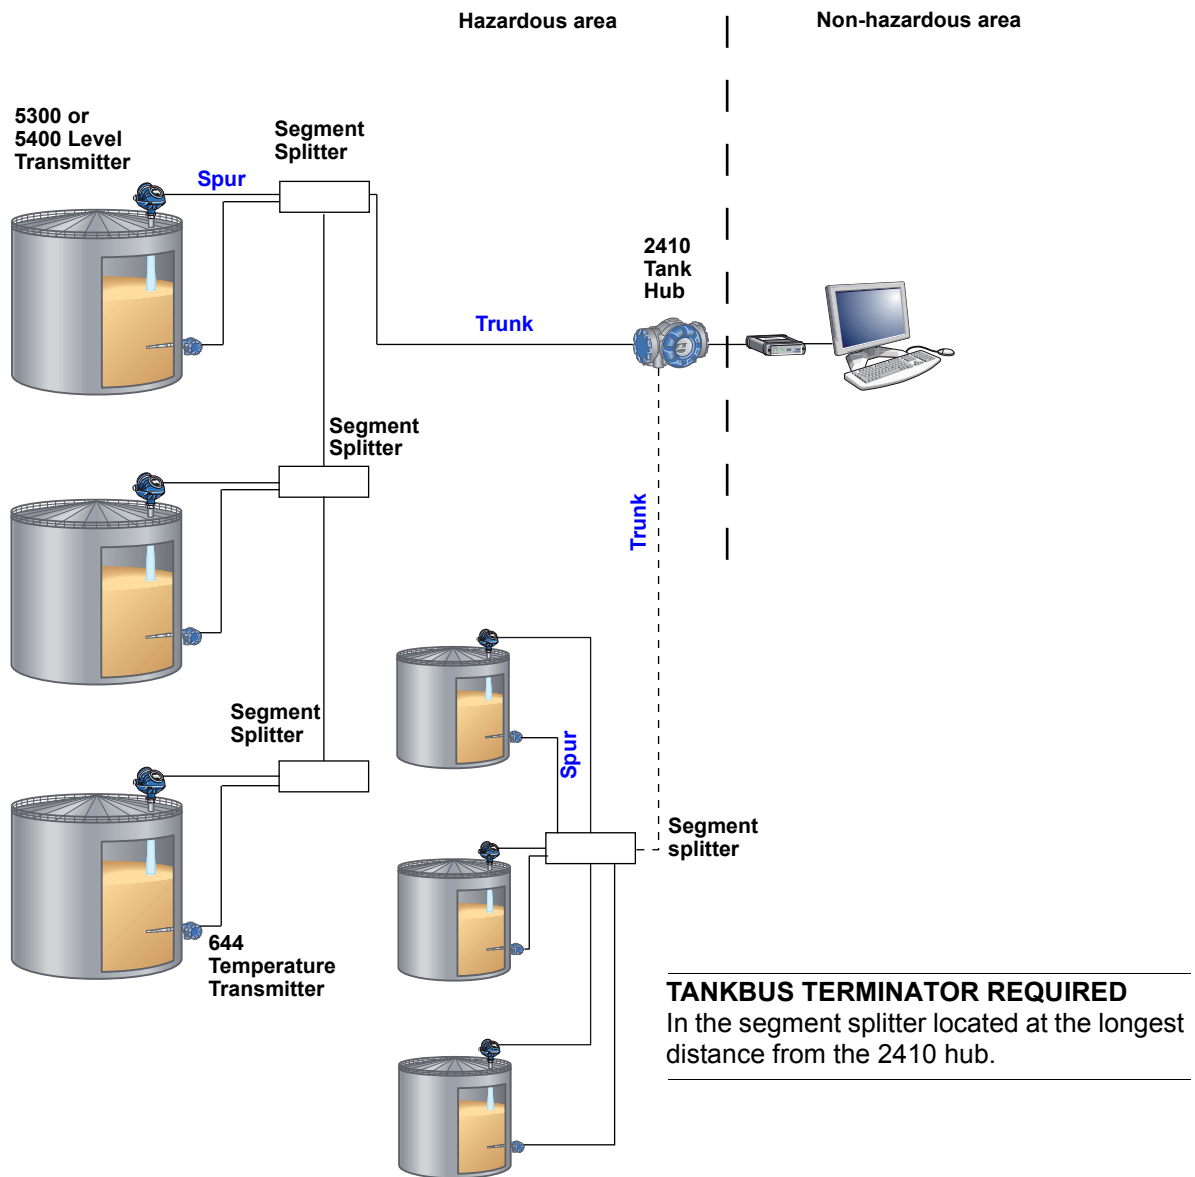 Hazardous area
Non-hazardous area
5300 or
5400 Level
Transmitter
Segment
Splitter
Spur
2410
Tank
Hub
Trunk
Segment
Splitter
Trunk
Segment
Splitter
Spur
Segment
splitter
644
Temperature
Transmitter
TANKBUS TERMINATOR REQUIRED
In the segment splitter located at the longest
distance from the 2410 hub.